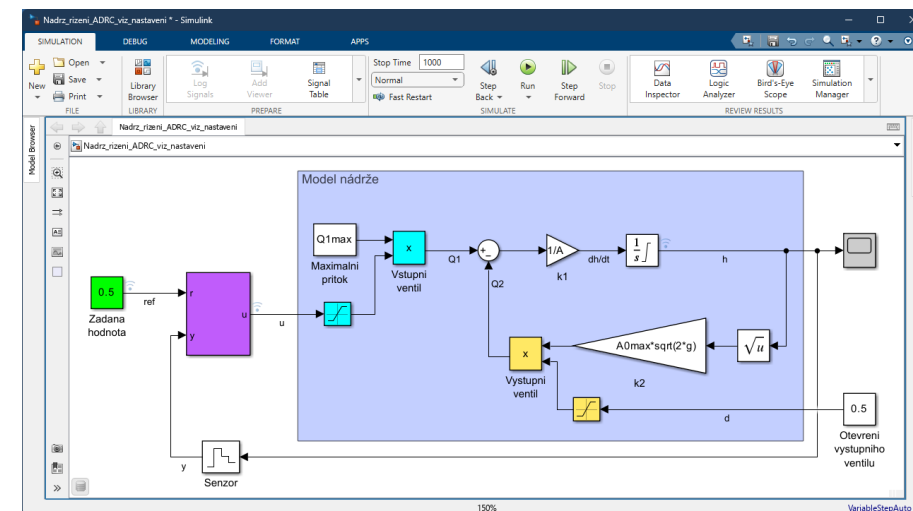 Nadrz_rizeni_ADRC_viz_nastaveni * - Simulink
SIMULATION DEBUG MODELING FORMAT APPS
New
Open
Save
Print
FILE
Library
Browser
LIBRARY
Log
Signals
Add
Viewer
Signal
Table
PREPARE
Stop Time 1000
Normal
Fast Restart
Step
Back
Run
Step
Forward
Stop
SIMULATE
Data
Inspector
Logic
Analyzer
Bird's-Eye
Scope
Simulation
Manager
REVIEW RESULTS
Model Browser
Nadrz_rizeni_ADRC_viz_nastaveni
Nadrz_rizeni_ADRC_viz_nastaveni
Model nádrže
Q1max
Maximalni
pritok
x
Vstupni
ventil
Q1
+
−
Q2
1/A
k1
dh/dt
1
s
∫
h
0.5
ref
Zadana
hodnota
r
y
u
u
x
Vystupni
ventil
A0max*sqrt(2*g)
k2
√u
d
0.5
Otevreni
vystupniho
ventilu
y
Senzor
150%
VariableStepAuto